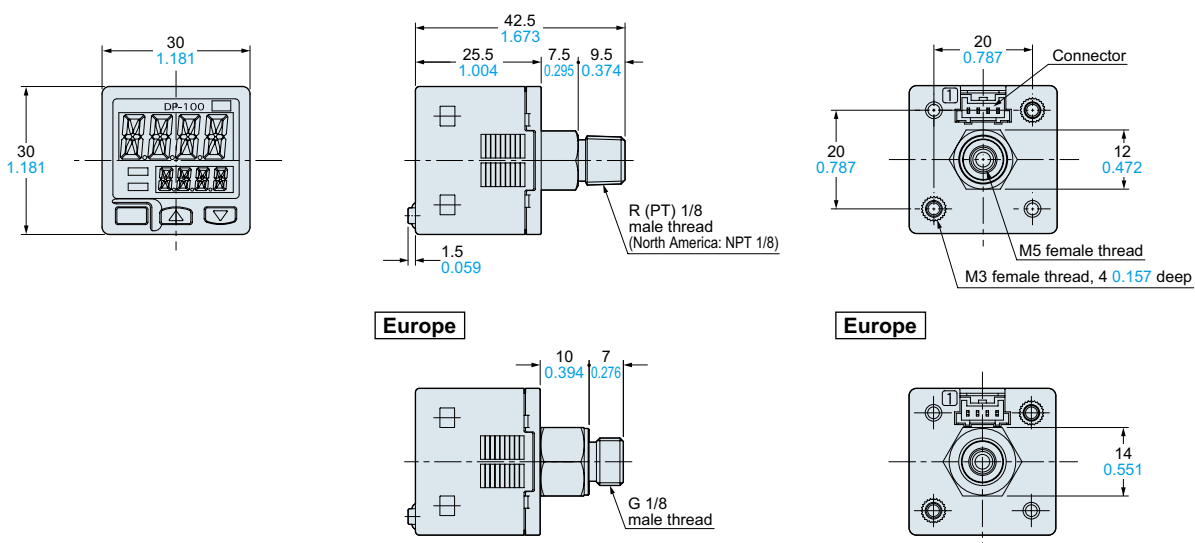 30
1.181
30
1.181
DP-100
42.5
1.673
25.5
1.004
7.5
0.295
9.5
0.374
R (PT) 1/8
male thread
(North America: NPT 1/8)
1.5
0.059
20
0.787
Connector
1
20
0.787
12
0.472
M5 female thread
M3 female thread, 4 0.157 deep
Europe
10
0.394
7
0.276
G 1/8
male thread
Europe
1
14
0.551